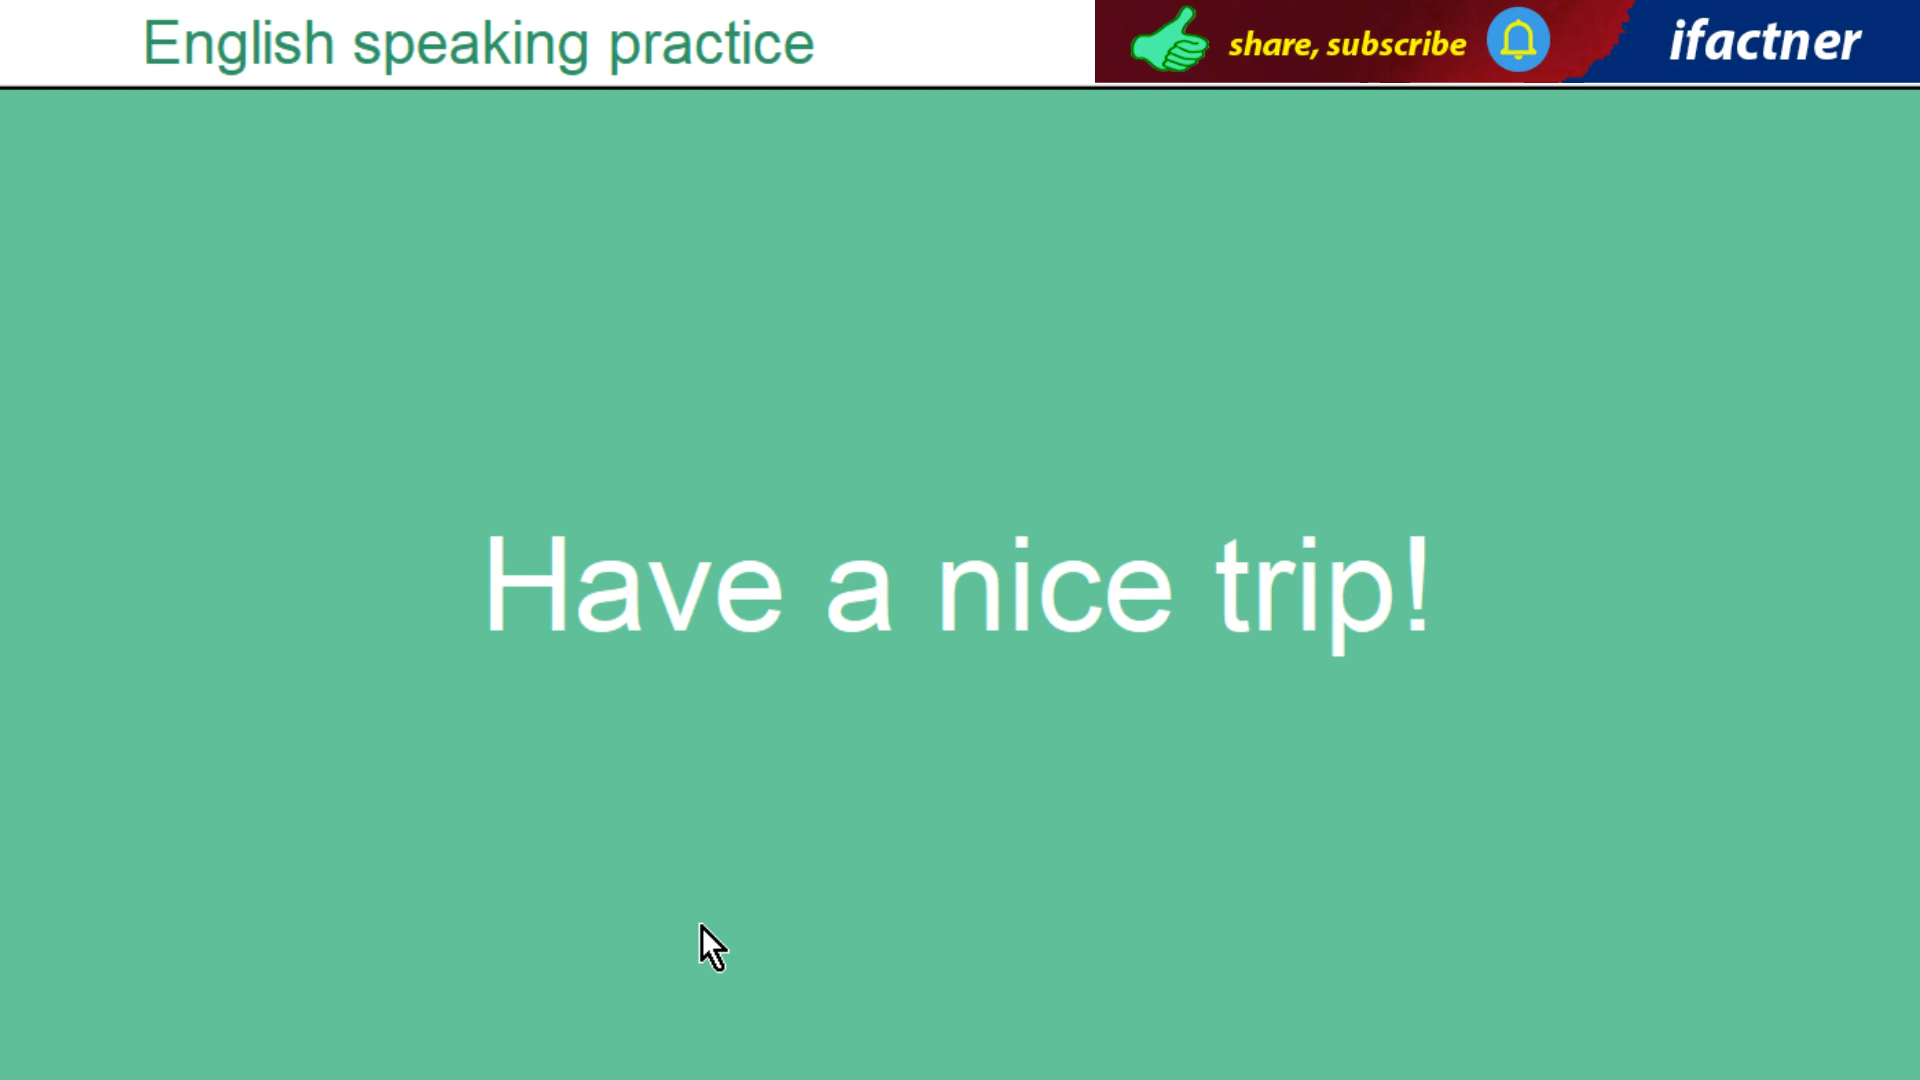 English speaking practice
share, subscribe
ifactner
Have a nice trip!